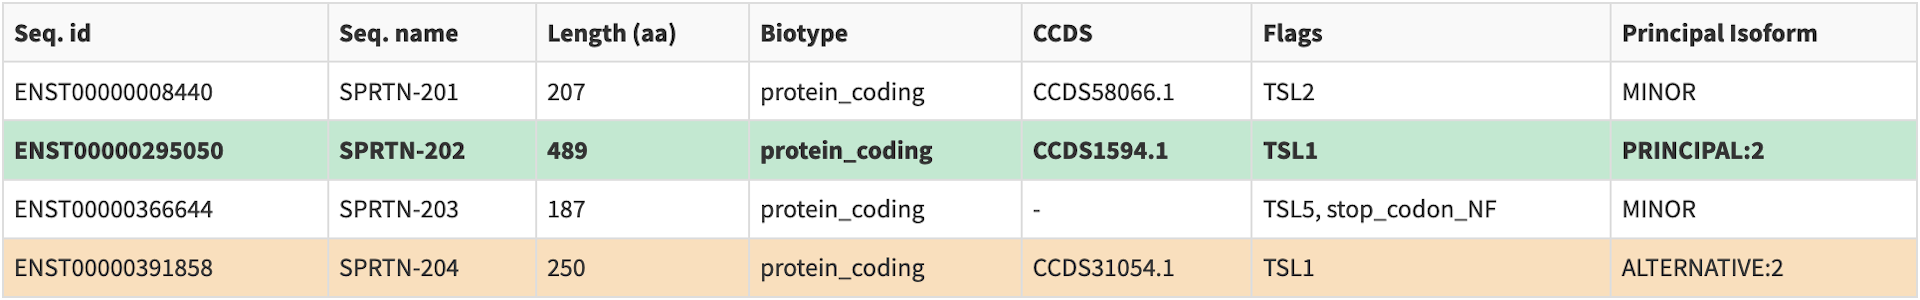 Seq. id Seq. name Length (aa) Biotype CCDS Flags Principal Isoform
ENST00000008440 SPRTN-201 207 protein_coding CCDS58066.1 TSL2 MINOR
ENST00000295050 SPRTN-202 489 protein_coding CCDS1594.1 TSL1 PRINCIPAL:2
ENST00000366644 SPRTN-203 187 protein_coding - TSL5, stop_codon_NF MINOR
ENST00000391858 SPRTN-204 250 protein_coding CCDS31054.1 TSL1 ALTERNATIVE:2